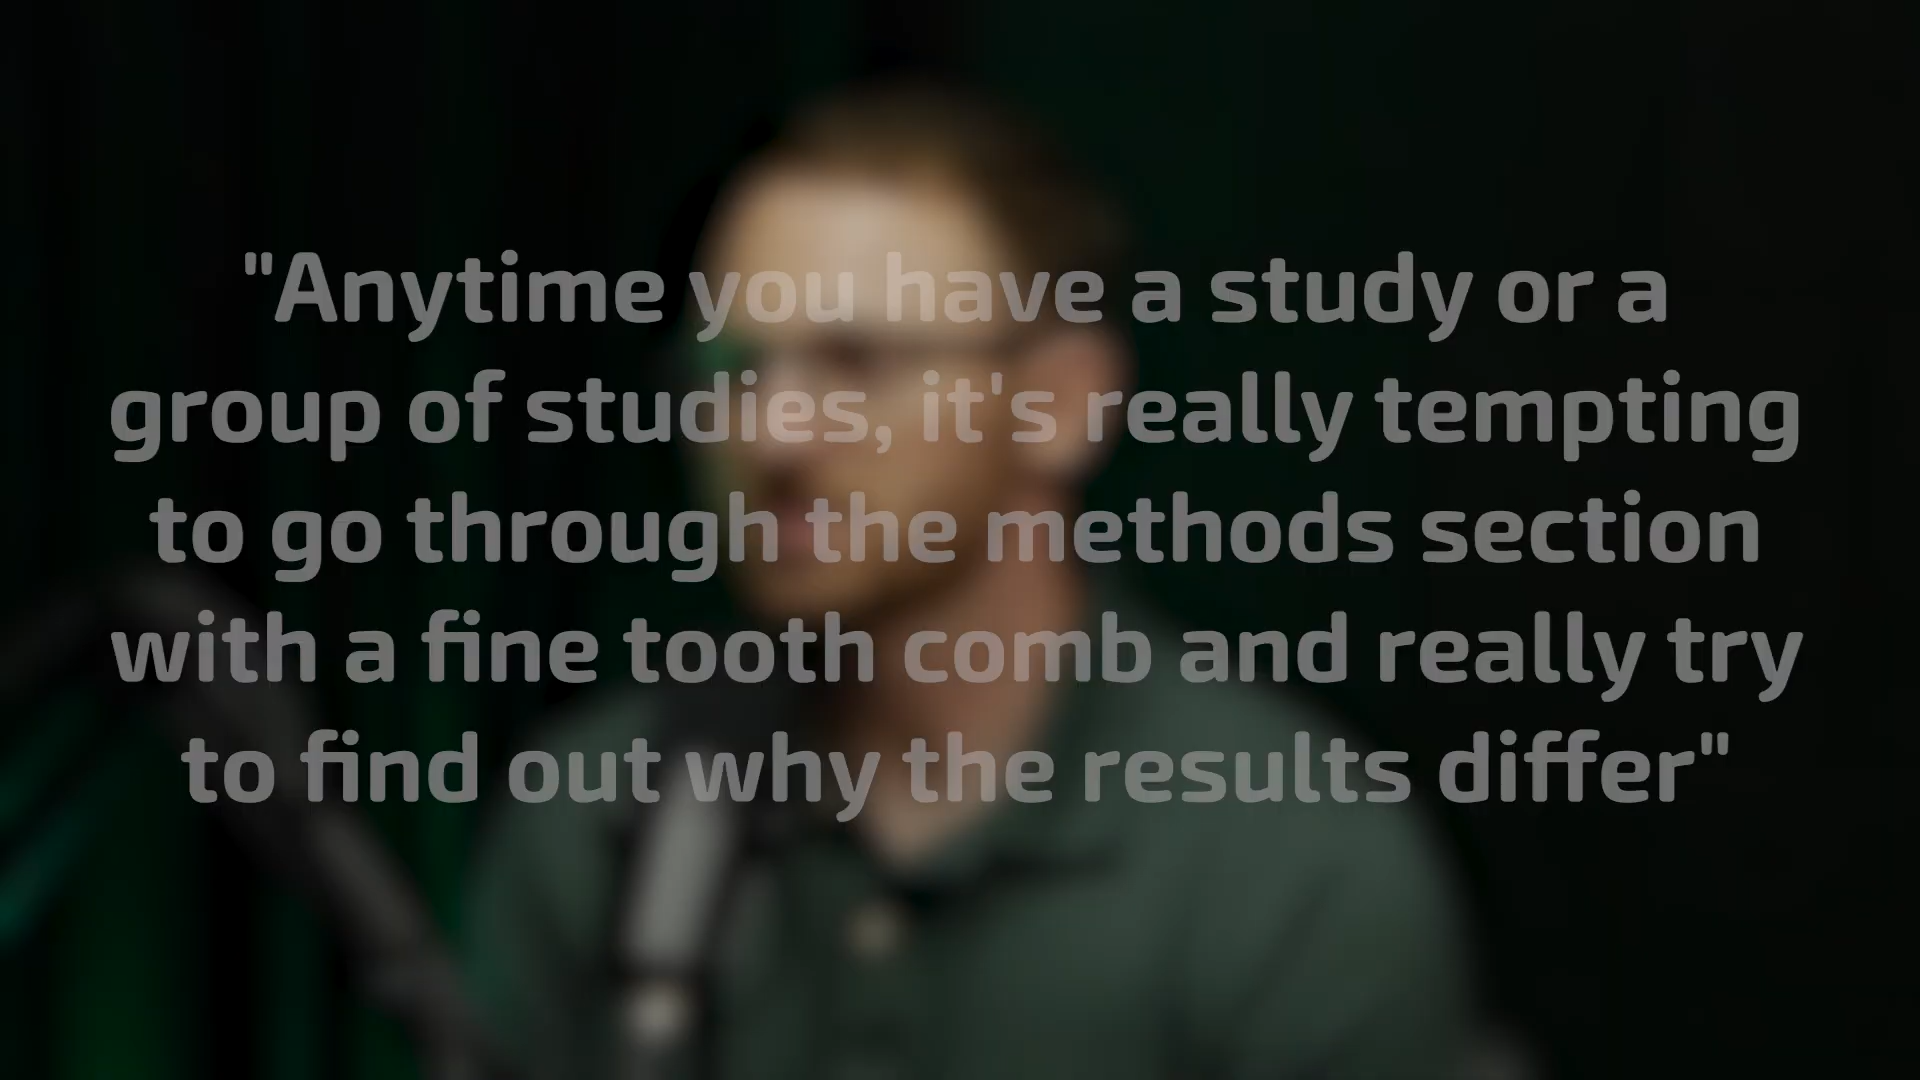 "Anytime you have a study or a
group of studies, it's really tempting
to go through the methods section
with a fine tooth comb and really try
to find out why the results differ"